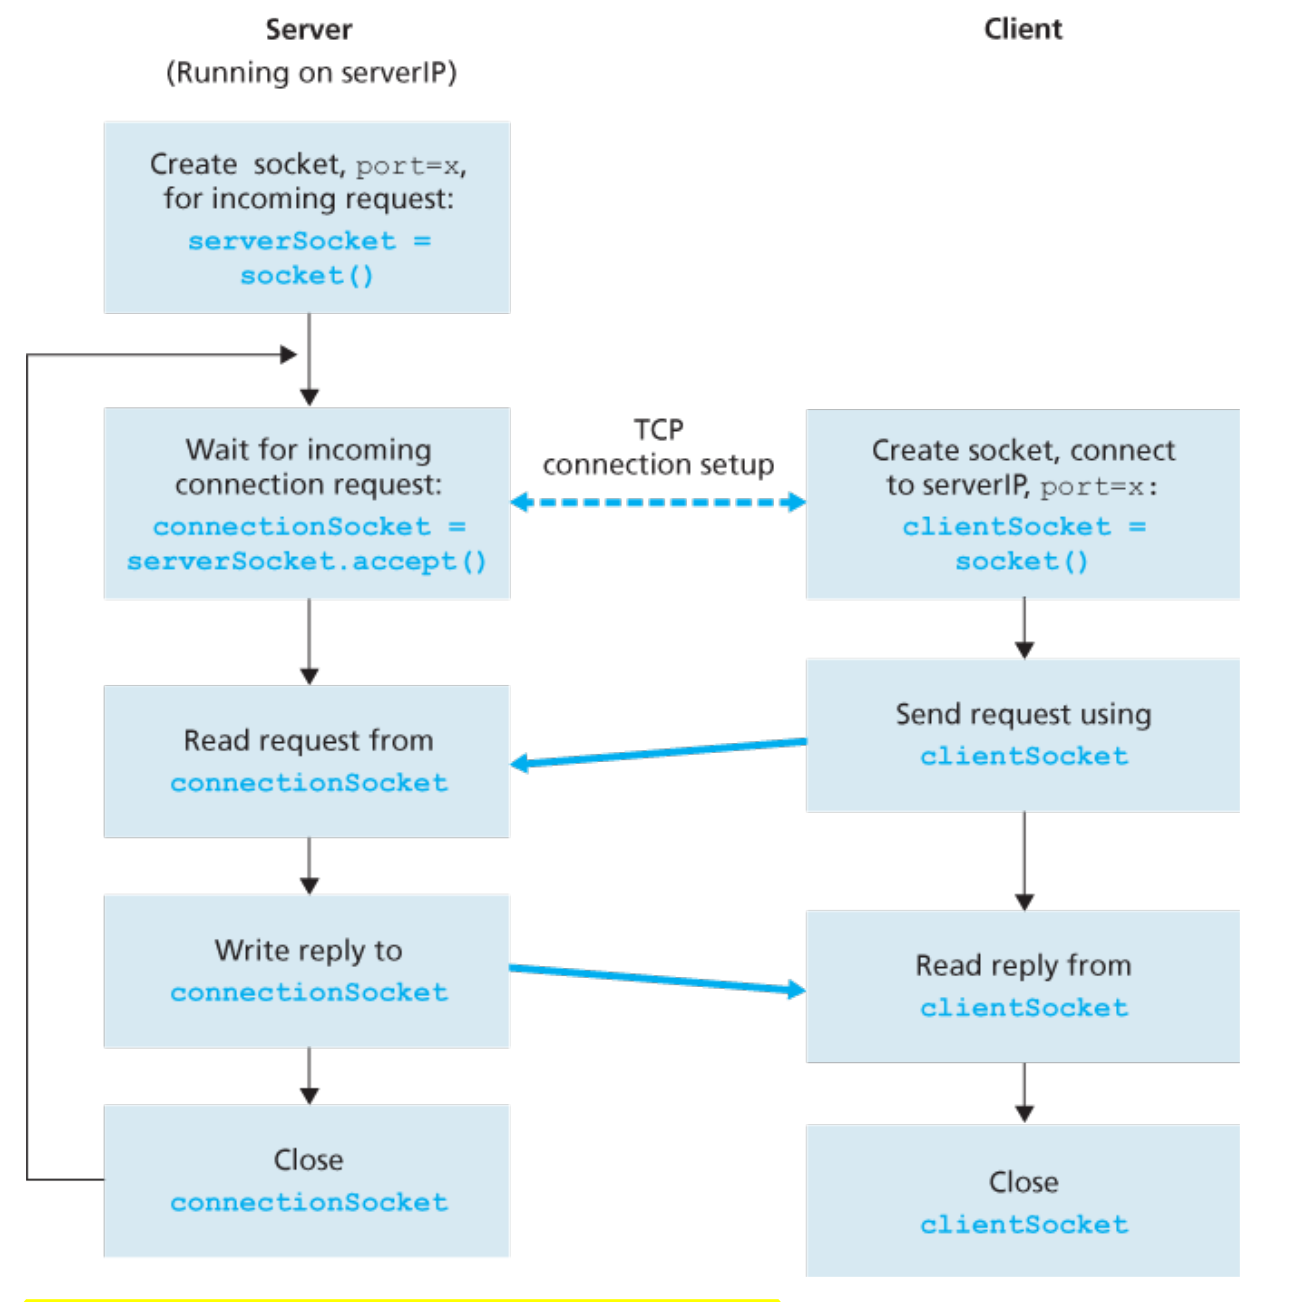 Server
(Running on serverIP)
Client
Create socket, port=x,
for incoming request:
serverSocket =
socket()
Wait for incoming
connection request:
connectionSocket =
serverSocket.accept()
TCP
connection setup
Create socket, connect
to serverIP, port=x:
clientSocket =
socket()
Read request from
connectionSocket
Send request using
clientSocket
Write reply to
connectionSocket
Read reply from
clientSocket
Close
connectionSocket
Close
clientSocket